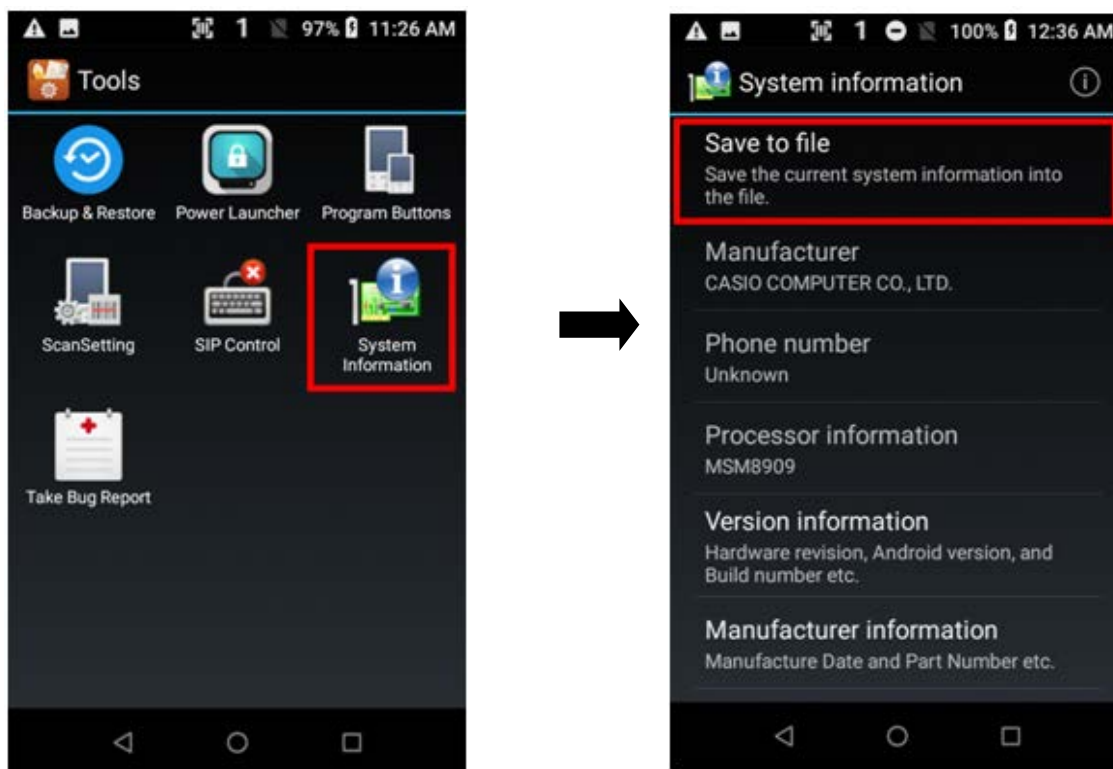 1 97% 11:26 AM
Tools
Backup & Restore Power Launcher Program Buttons
ScanSetting SIP Control System
Information
Take Bug Report
1 100% 12:36 AM
System information
Save to file
Save the current system information into
the file.
Manufacturer
CASIO COMPUTER CO., LTD.
Phone number
Unknown
Processor information
MSM8909
Version information
Hardware revision, Android version, and
Build number etc.
Manufacturer information
Manufacture Date and Part Number etc.